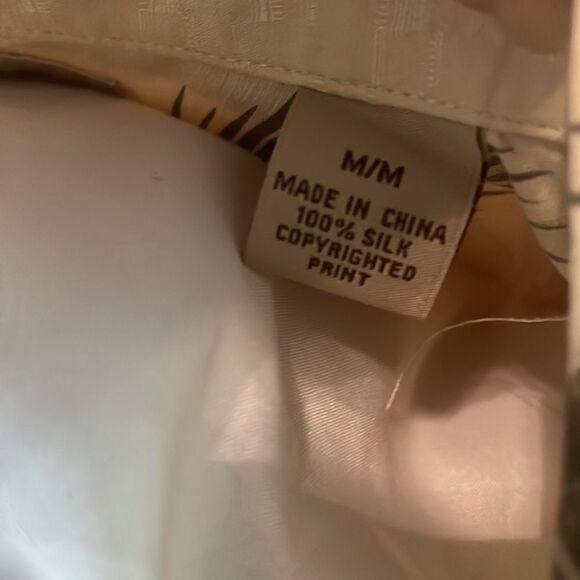 M/M
MADE IN CHINA
100% SILK
COPYRIGHTED
PRINT